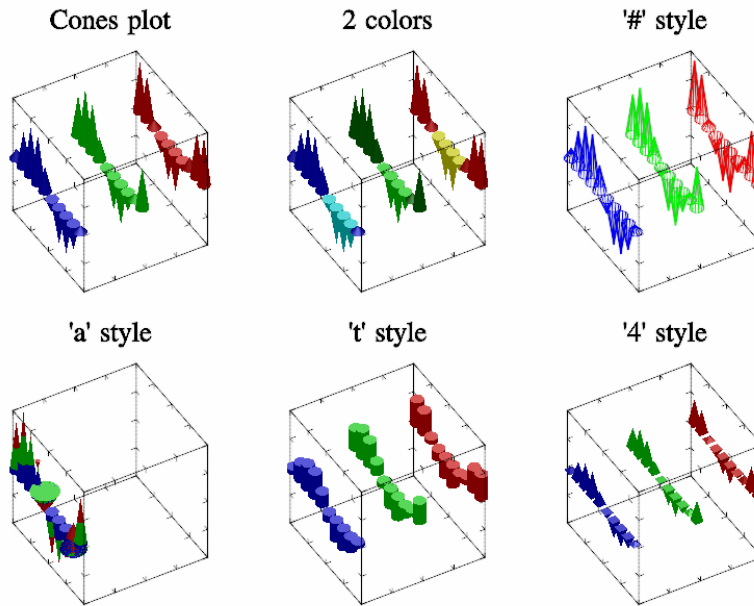 Cones plot
2 colors
'#' style
'a' style
't' style
'4' style